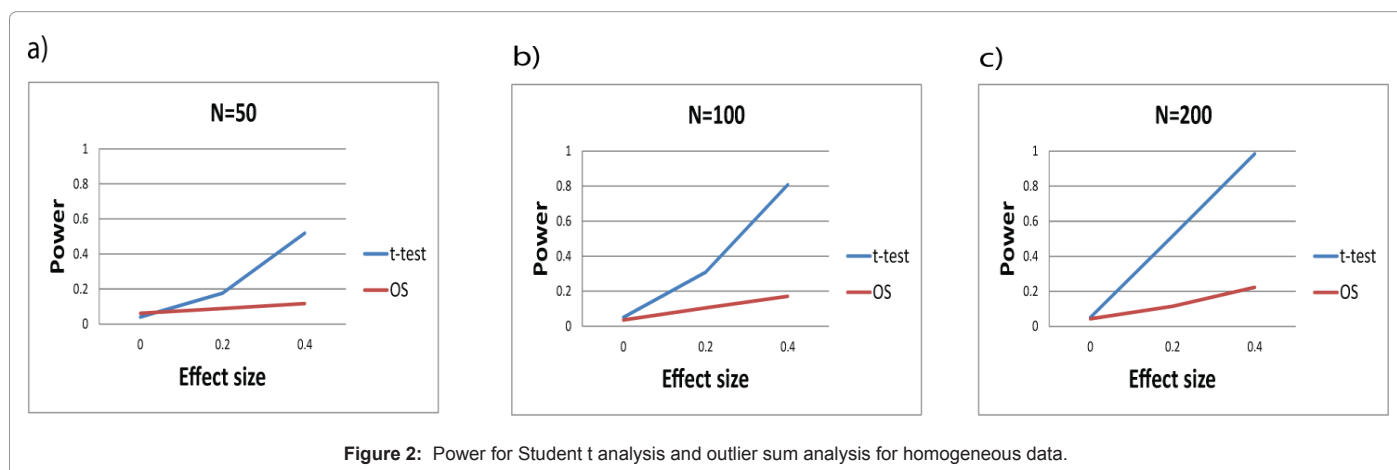 a)
N=50
1
0.8
0.6
0.4
0.2
0
Power
0 0.2 0.4
Effect size
t-test
OS
b)
N=100
1
0.8
0.6
0.4
0.2
0
Power
0 0.2 0.4
Effect size
t-test
OS
c)
N=200
1
0.8
0.6
0.4
0.2
0
Power
0 0.2 0.4
Effect size
t-test
OS
Figure 2: Power for Student t analysis and outlier sum analysis for homogeneous data.